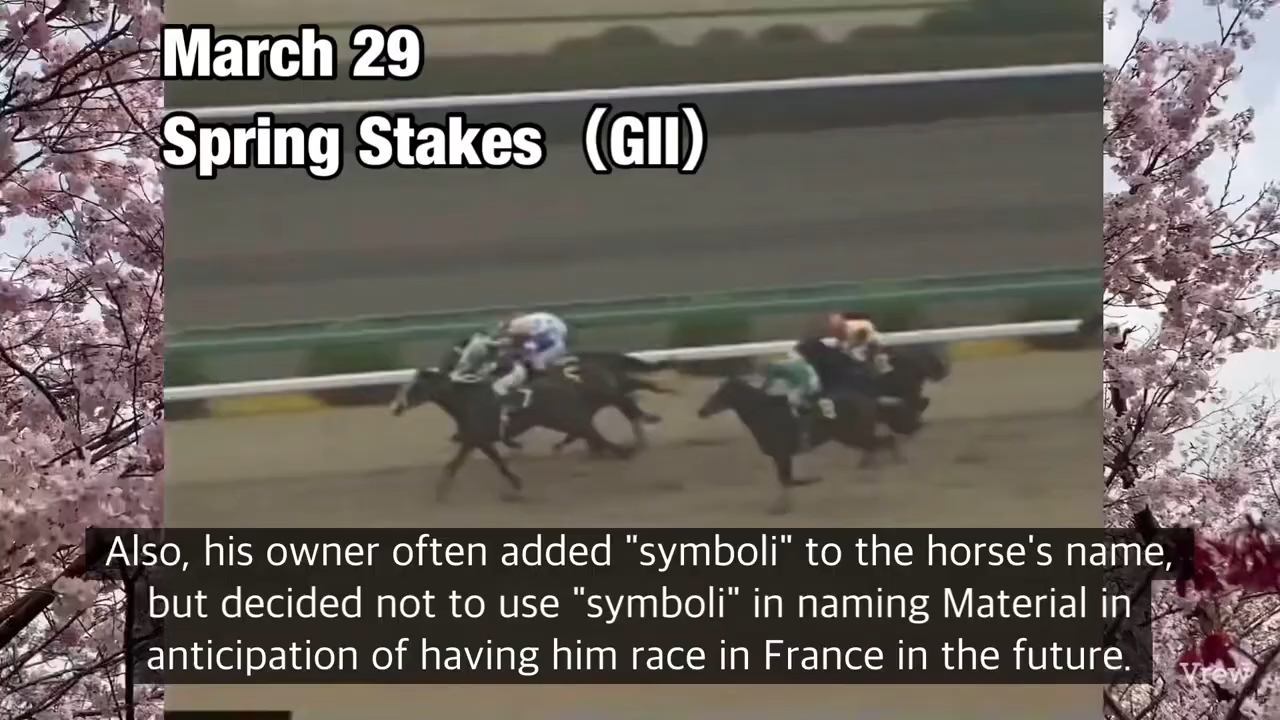 March 29
Spring Stakes（GII）
Also, his owner often added "symboli" to the horse's name,
but decided not to use "symboli" in naming Material in
anticipation of having him race in France in the future.
Vrew